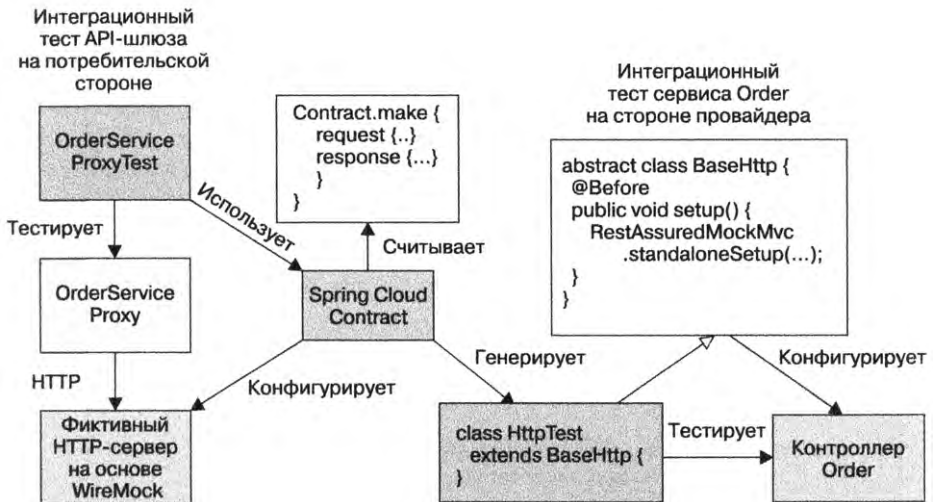 Интеграционный
тест API-шлюза
на потребительской
стороне
OrderService
ProxyTest
Тестирует
OrderService
Proxy
HTTP
Фиктивный
HTTP-сервер
на основе
WireMock
Использует
Contract.make {
request {..}
response {...}
}
}
Считывает
Spring Cloud
Contract
Конфигурирует
Генерирует
Интеграционный
тест сервиса Order
на стороне провайдера
abstract class BaseHttp {
@Before
public void setup() {
RestAssuredMockMvc
.standaloneSetup(...);
}
}
Конфигурирует
class HttpTest
extends BaseHttp {
}
Тестирует
Контроллер
Order